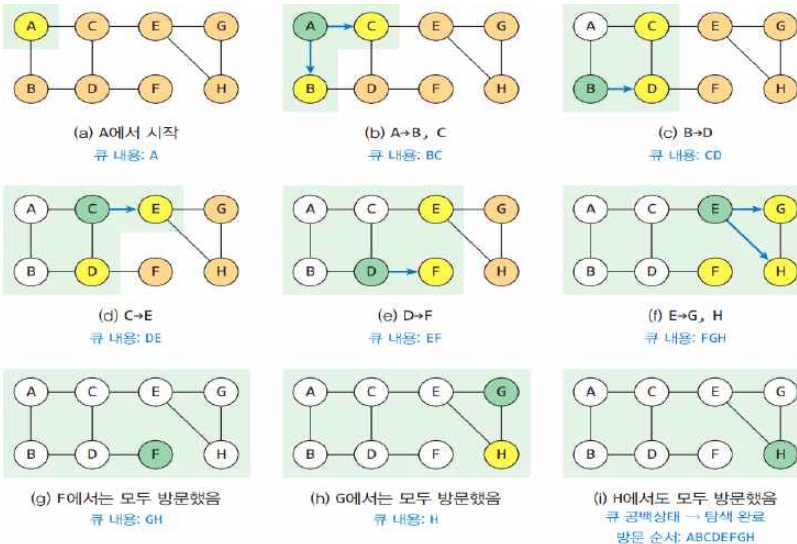 A C E G
B D F H
(a) A에서 시작
큐 내용: A
A C E G
B D F H
(b) A→B, C
큐 내용: BC
A C E G
B D F H
(c) B→D
큐 내용: CD
A C E G
B D F H
(d) C→E
큐 내용: DE
A C E G
B D F H
(e) D→F
큐 내용: EF
A C E G
B D F H
(f) E→G, H
큐 내용: FGH
A C E G
B D F H
(g) F에서는 모두 방문했음
큐 내용: GH
A C E G
B D F H
(h) G에서는 모두 방문했음
큐 내용: H
A C E G
B D F H
(i) H에서도 모두 방문했음
큐 공백상태 → 탐색 완료
방문 순서: ABCDEFGH